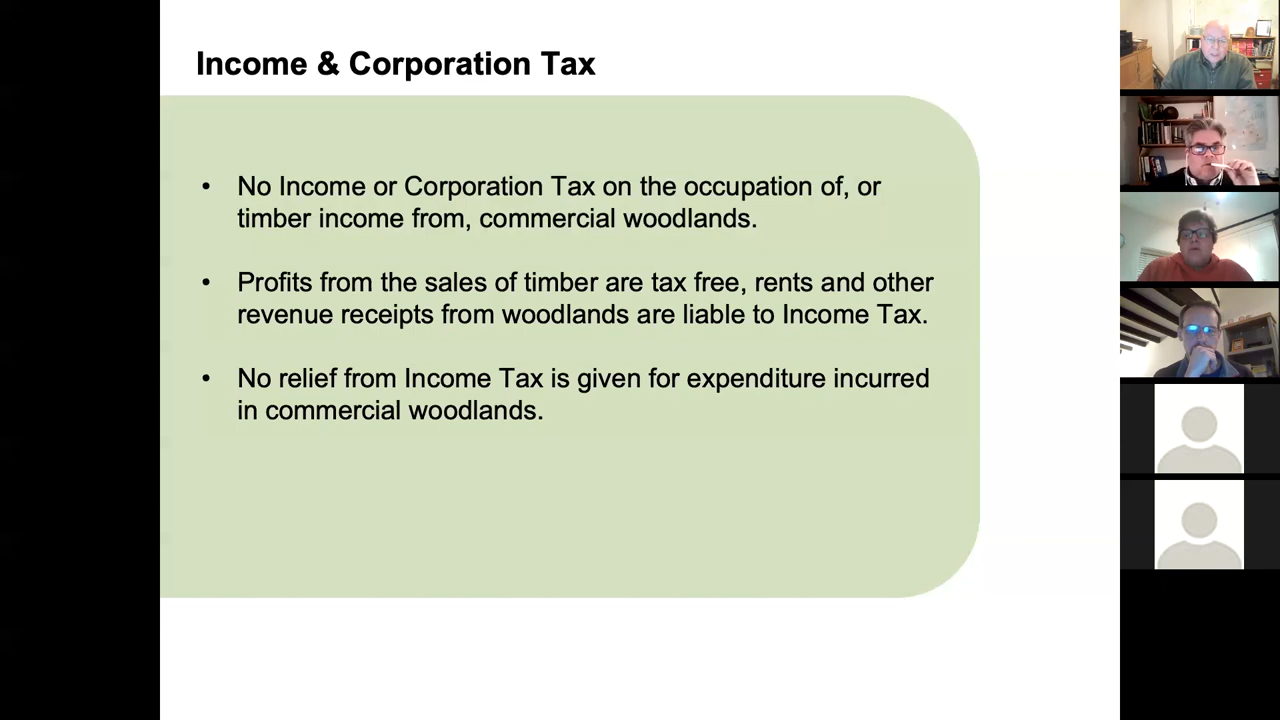 Income & Corporation Tax
• No Income or Corporation Tax on the occupation of, or
timber income from, commercial woodlands.
• Profits from the sales of timber are tax free, rents and other
revenue receipts from woodlands are liable to Income Tax.
• No relief from Income Tax is given for expenditure incurred
in commercial woodlands.